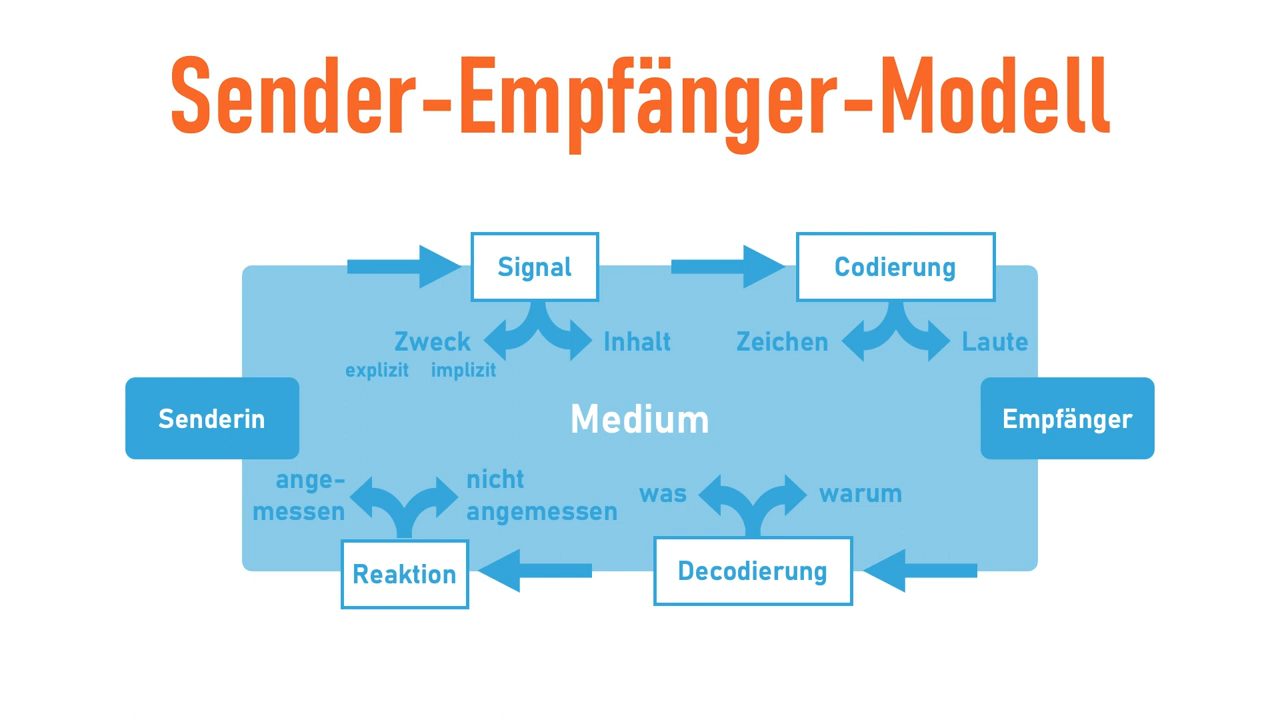 Sender-Empfänger-Modell
Signal
Codierung
Zweck
Inhalt
explizit implizit
Zeichen
Laute
Senderin
Medium
Empfänger
ange-
messen
nicht
angemessen
was
warum
Reaktion
Decodierung